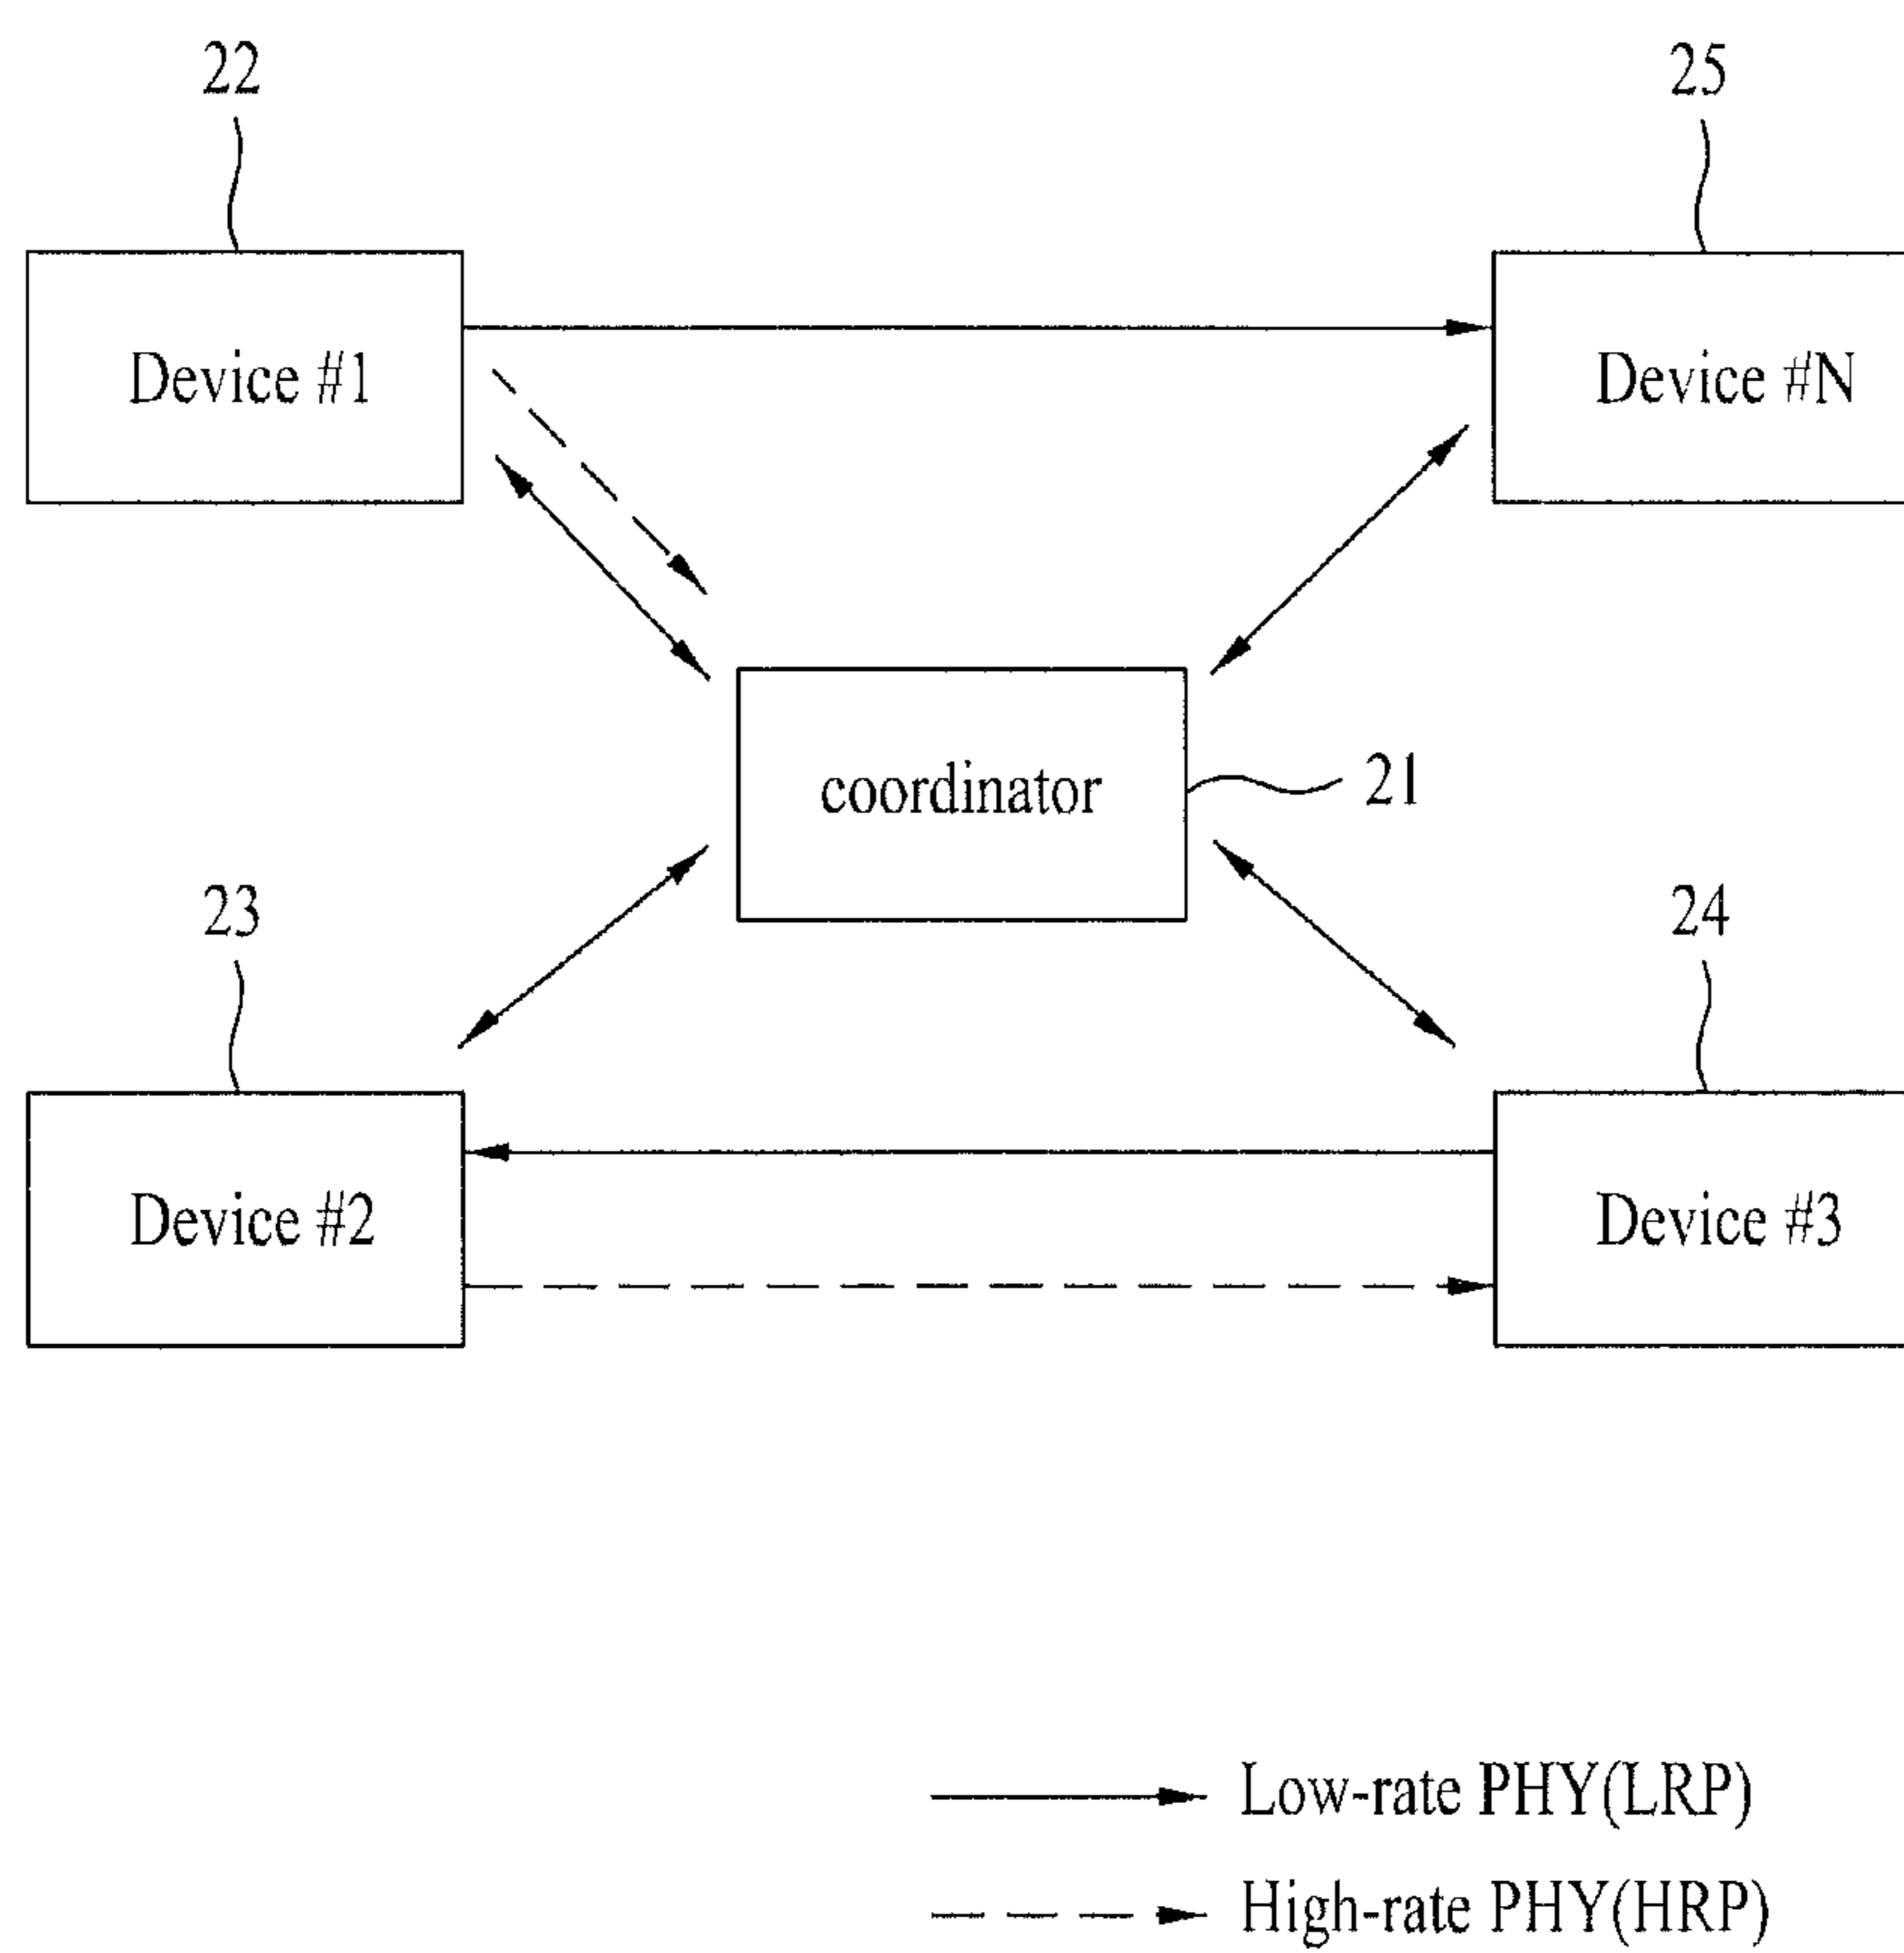 22
25
Device #1
Device #N
coordinator
21
23
24
Device #2
Device #3
Low-rate PHY(LRP)
High-rate PHY(HRP)